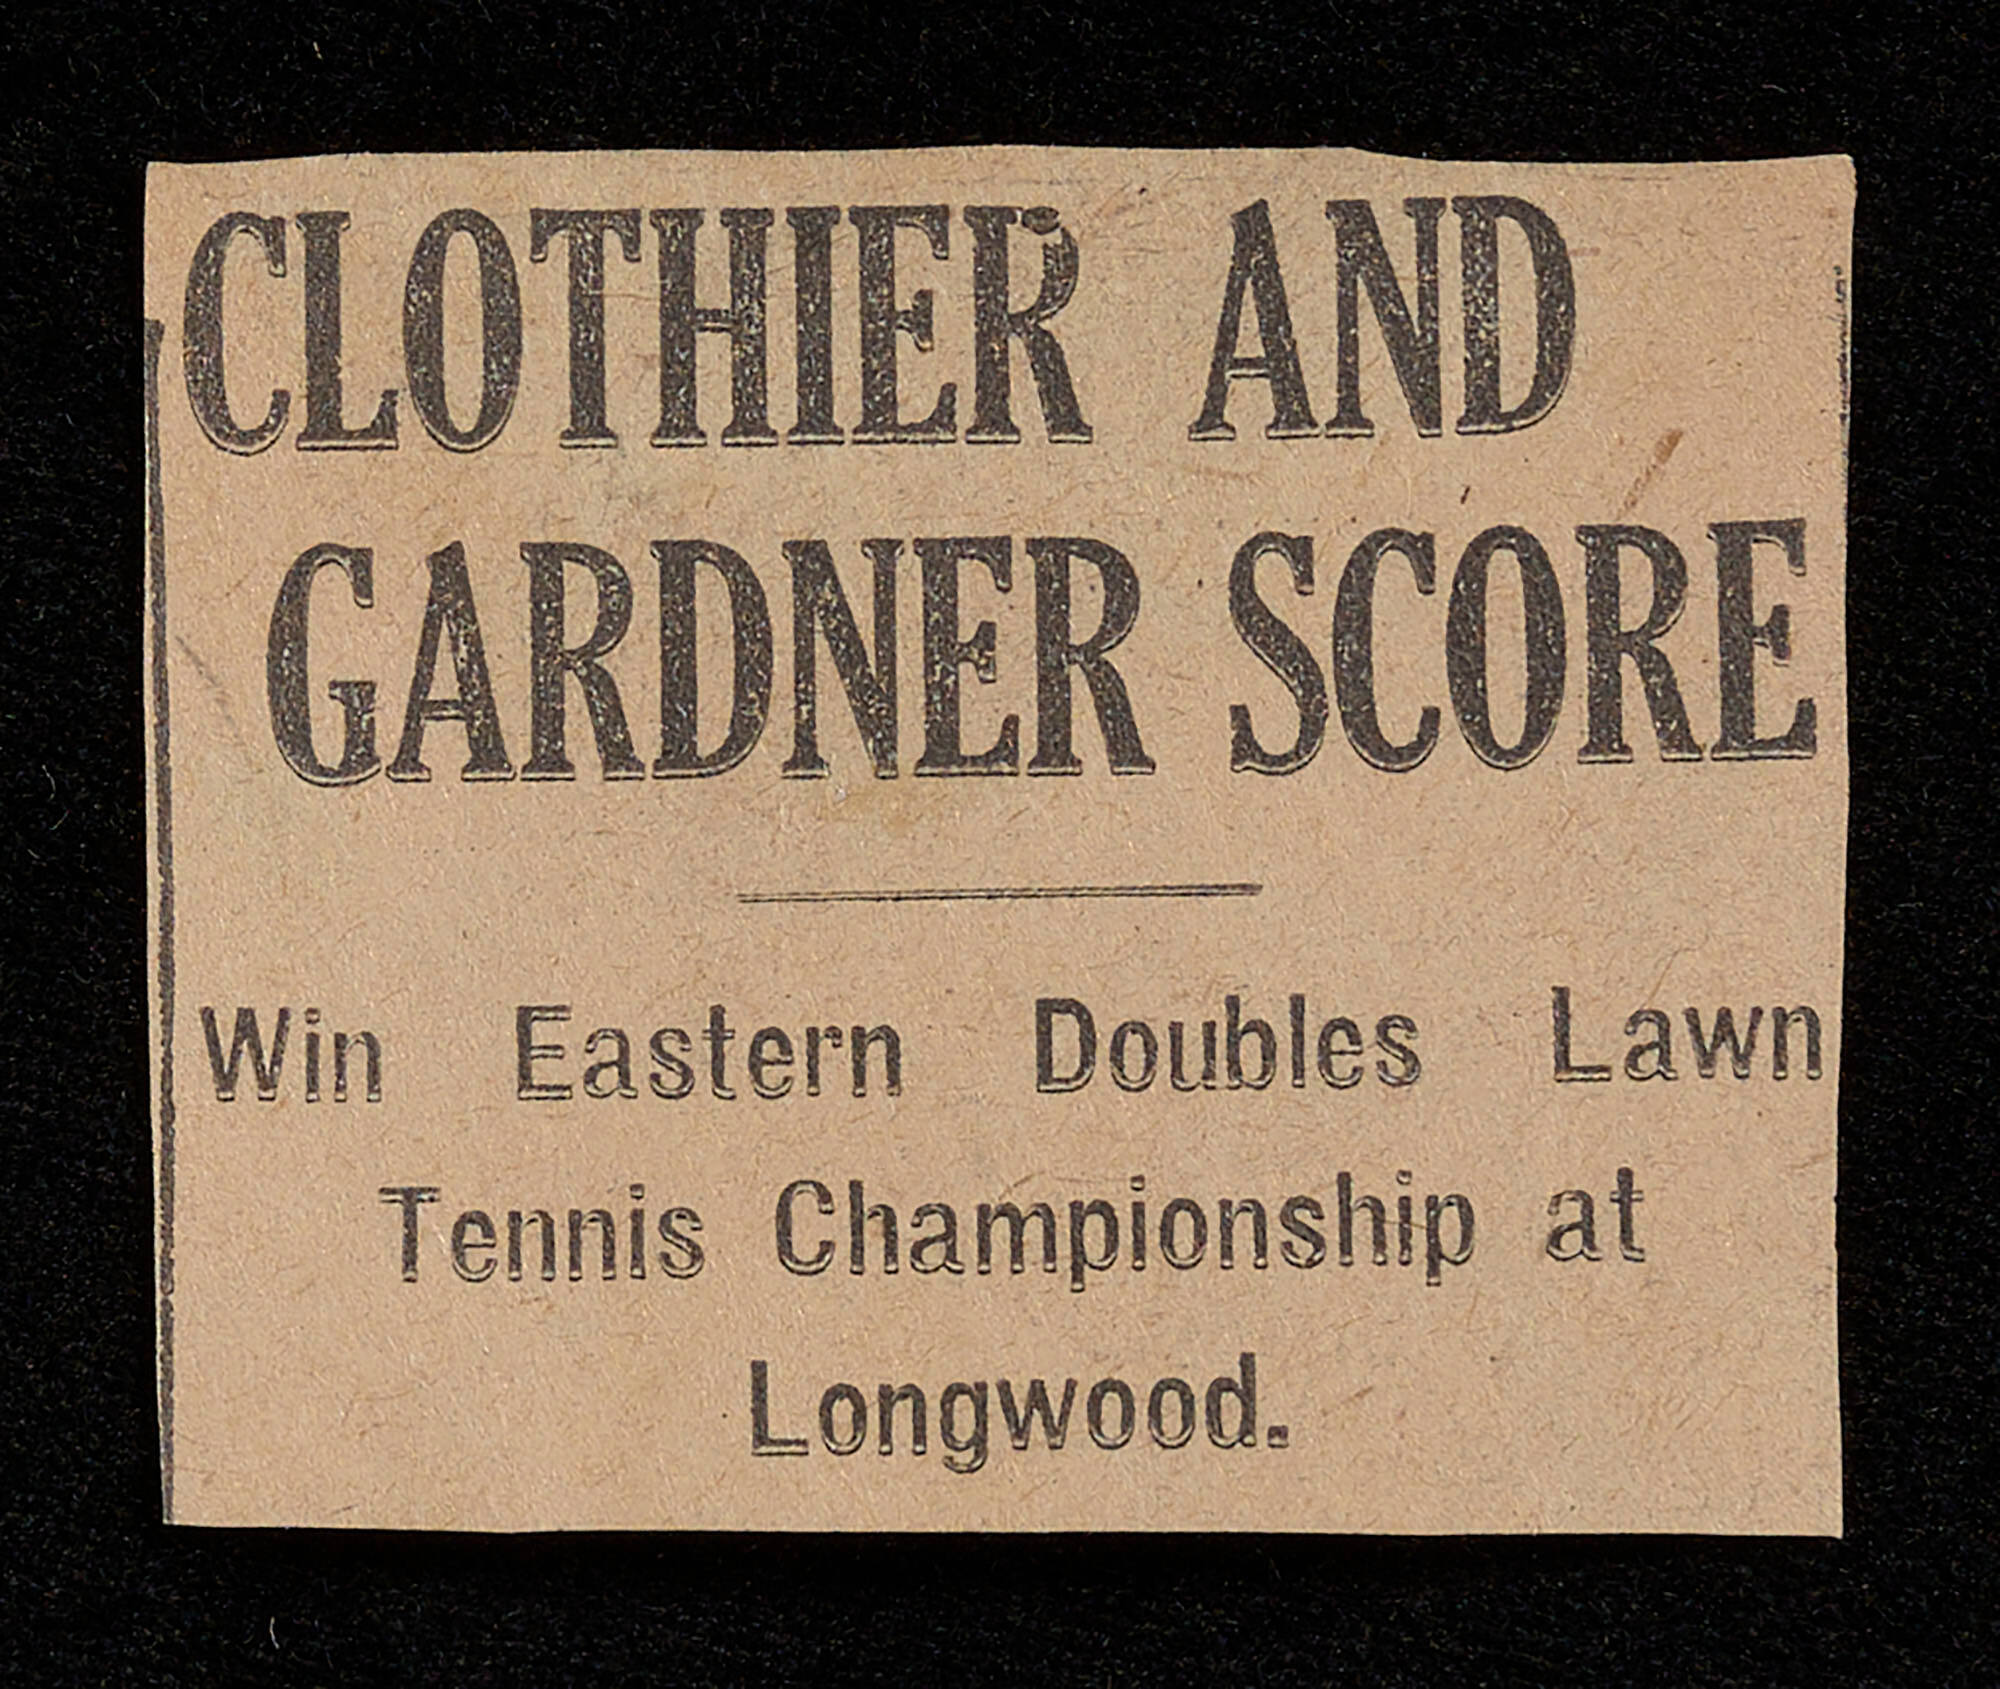 CLOTHIER AND
GARDNER SCORE
Win Eastern Doubles Lawn
Tennis Championship at
Longwood.